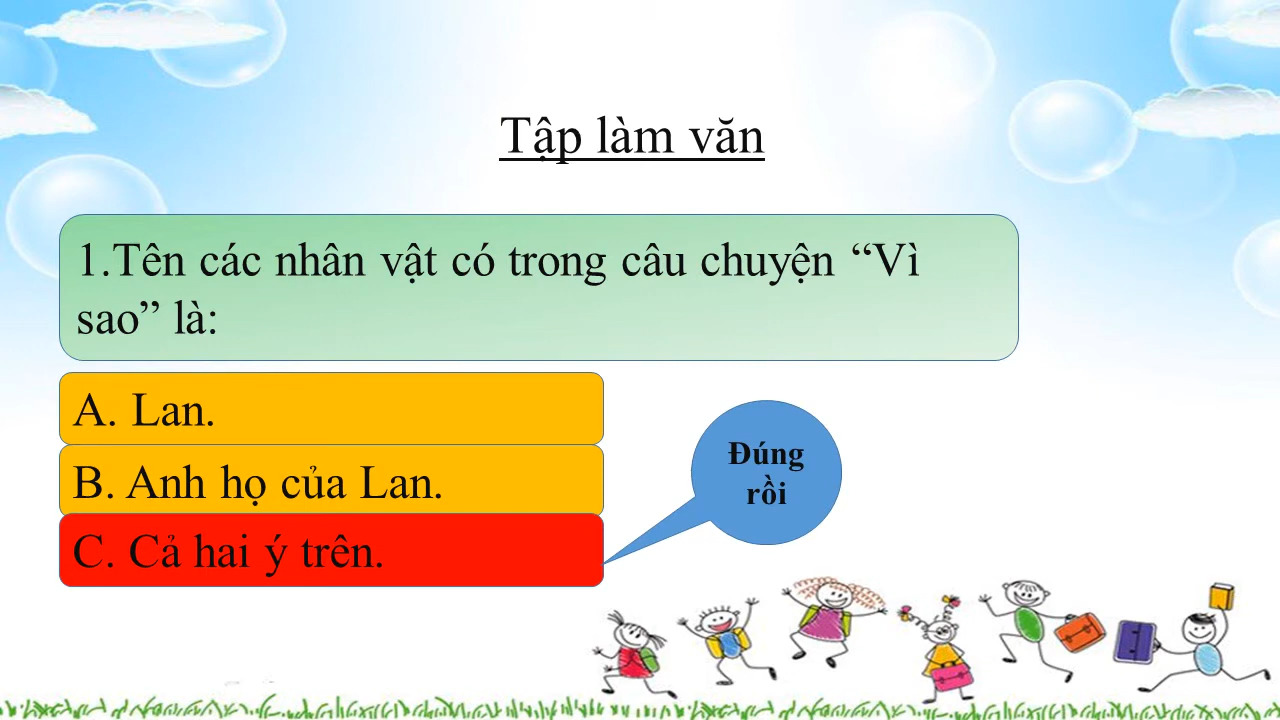 Tập làm văn
1.Tên các nhân vật có trong câu chuyện “Vì
sao” là:
A. Lan.
B. Anh họ của Lan.
C. Cả hai ý trên.
Đúng
rồi